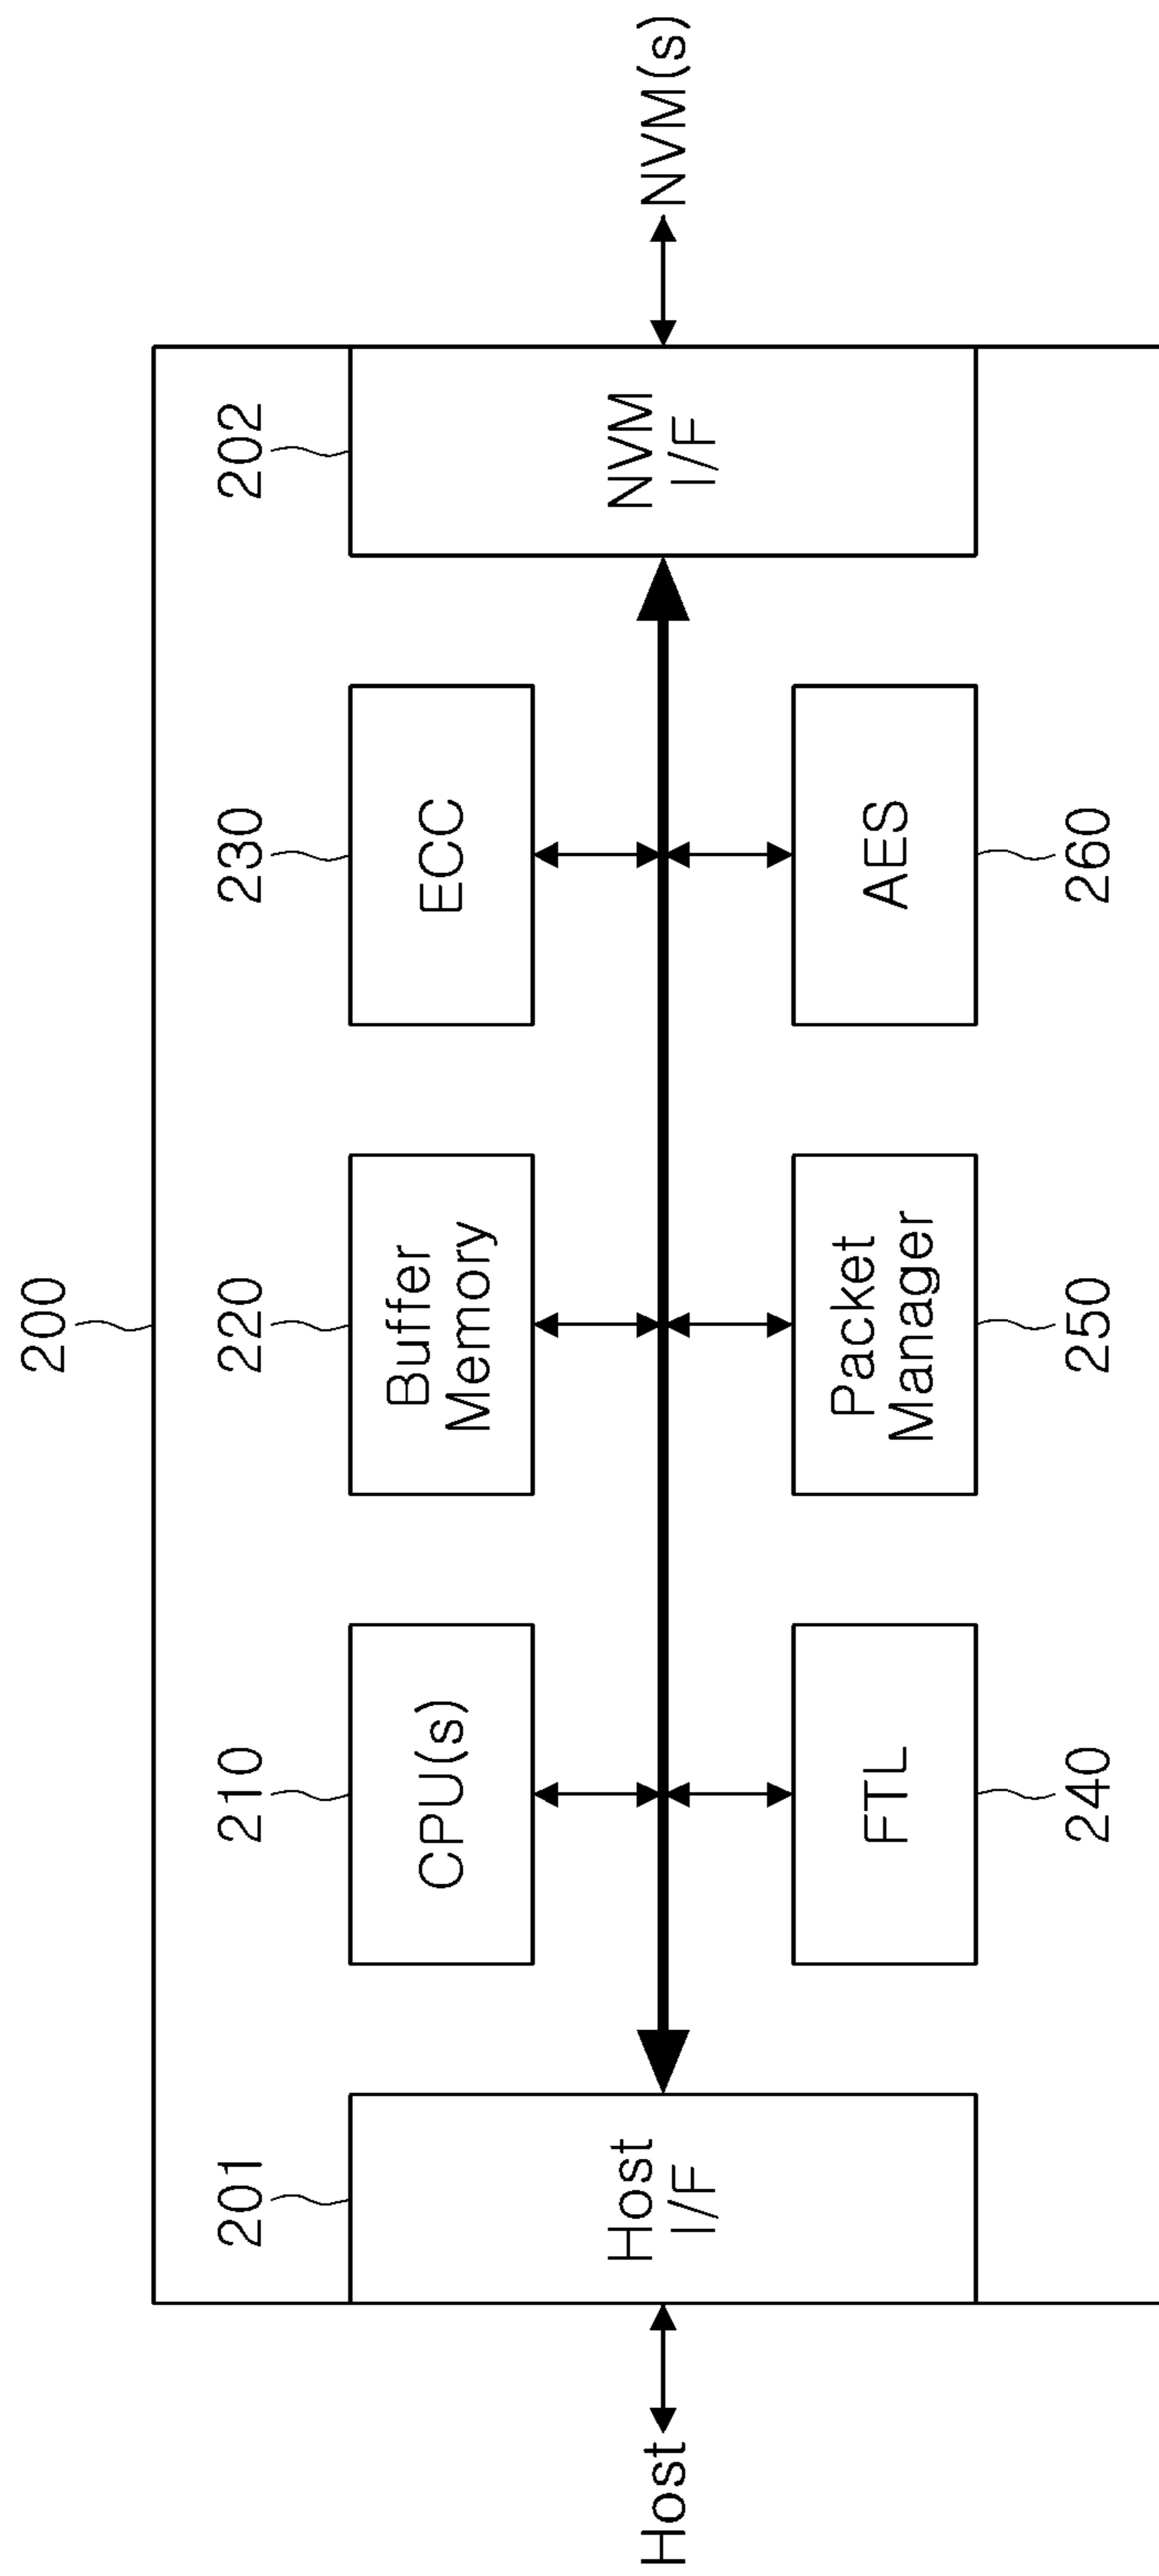 200
201
210
220
230
202
CPU(s)
Buffer
Memory
ECC
Host
Host
I/F
NVM
I/F
NVM(s)
FTL
Packet
Manager
AES
240
250
260